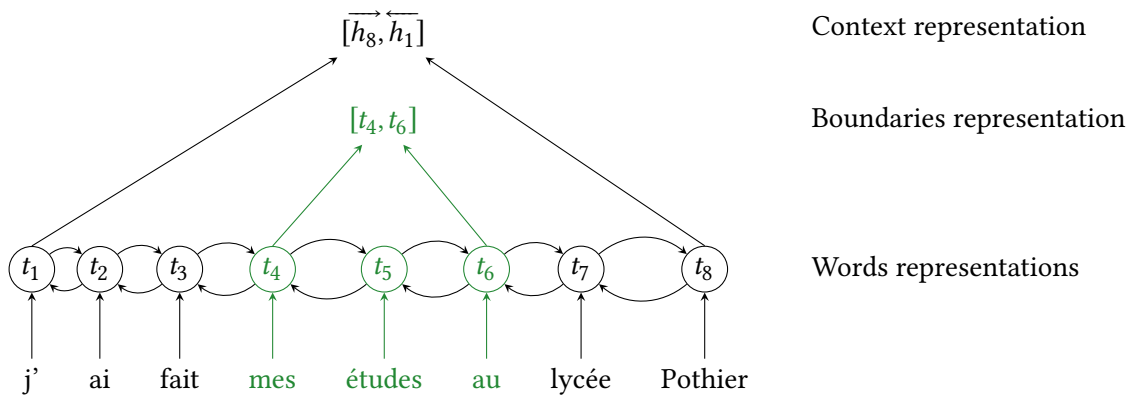 [h₈, h₁] Context representation
[t₄, t₆] Boundaries representation
t₁ t₂ t₃ t₄ t₅ t₆ t₇ t₈ Words representations
j’ ai fait mes études au lycée Pothier